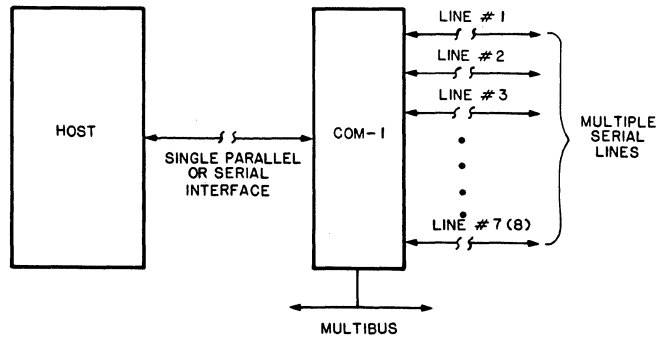 LINE #1
LINE #2
LINE #3
HOST
COM-1
SINGLE PARALLEL
OR SERIAL
INTERFACE
MULTIPLE
SERIAL
LINES
LINE #7(8)
MULTIBUS